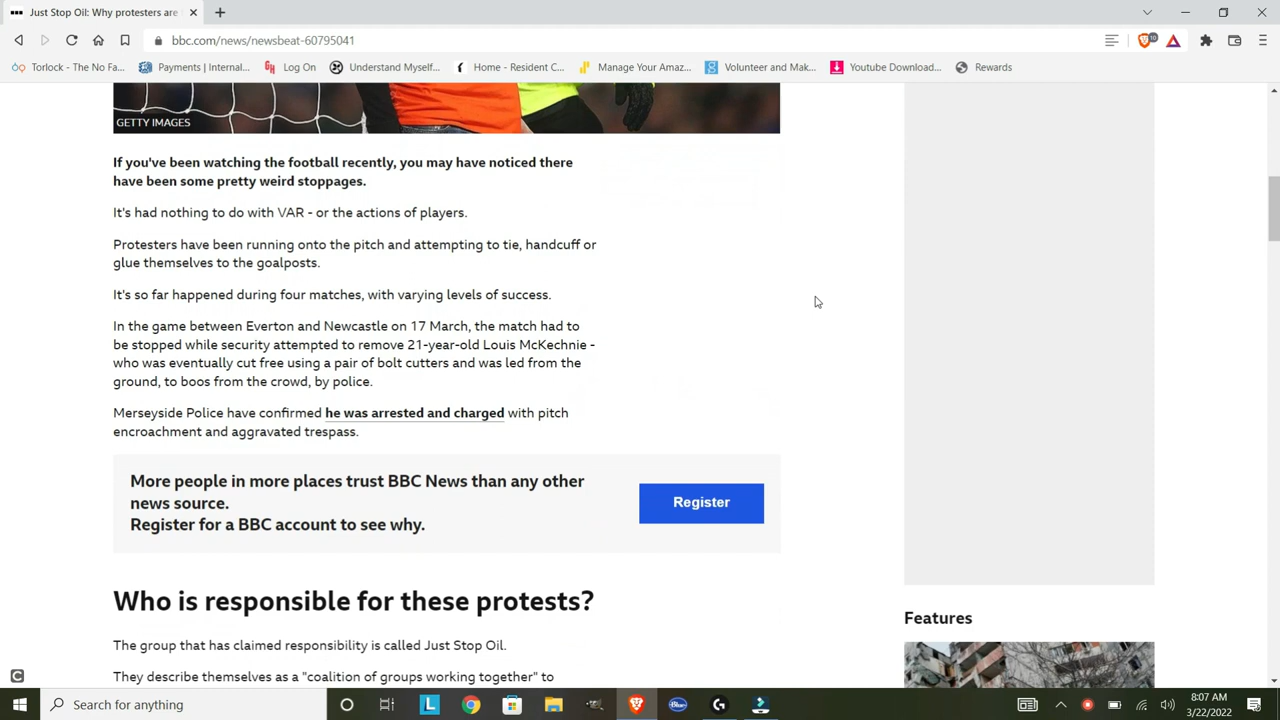 Just Stop Oil: Why protesters are
bbc.com/news/newsbeat-60795041
10
Torlock - The No Fa...
Payments | Internal...
Log On
Understand Myself...
Home - Resident C...
Manage Your Amaz...
Volunteer and Mak...
Youtube Download...
Rewards
GETTY IMAGES
If you've been watching the football recently, you may have noticed there
have been some pretty weird stoppages.
It's had nothing to do with VAR - or the actions of players.
Protesters have been running onto the pitch and attempting to tie, handcuff or
glue themselves to the goalposts.
It's so far happened during four matches, with varying levels of success.
In the game between Everton and Newcastle on 17 March, the match had to
be stopped while security attempted to remove 21-year-old Louis McKechnie -
who was eventually cut free using a pair of bolt cutters and was led from the
ground, to boos from the crowd, by police.
Merseyside Police have confirmed he was arrested and charged with pitch
encroachment and aggravated trespass.
More people in more places trust BBC News than any other
news source.
Register for a BBC account to see why.
Register
Who is responsible for these protests?
The group that has claimed responsibility is called Just Stop Oil.
They describe themselves as a "coalition of groups working together" to
Features
Search for anything
8:07 AM
3/22/2022